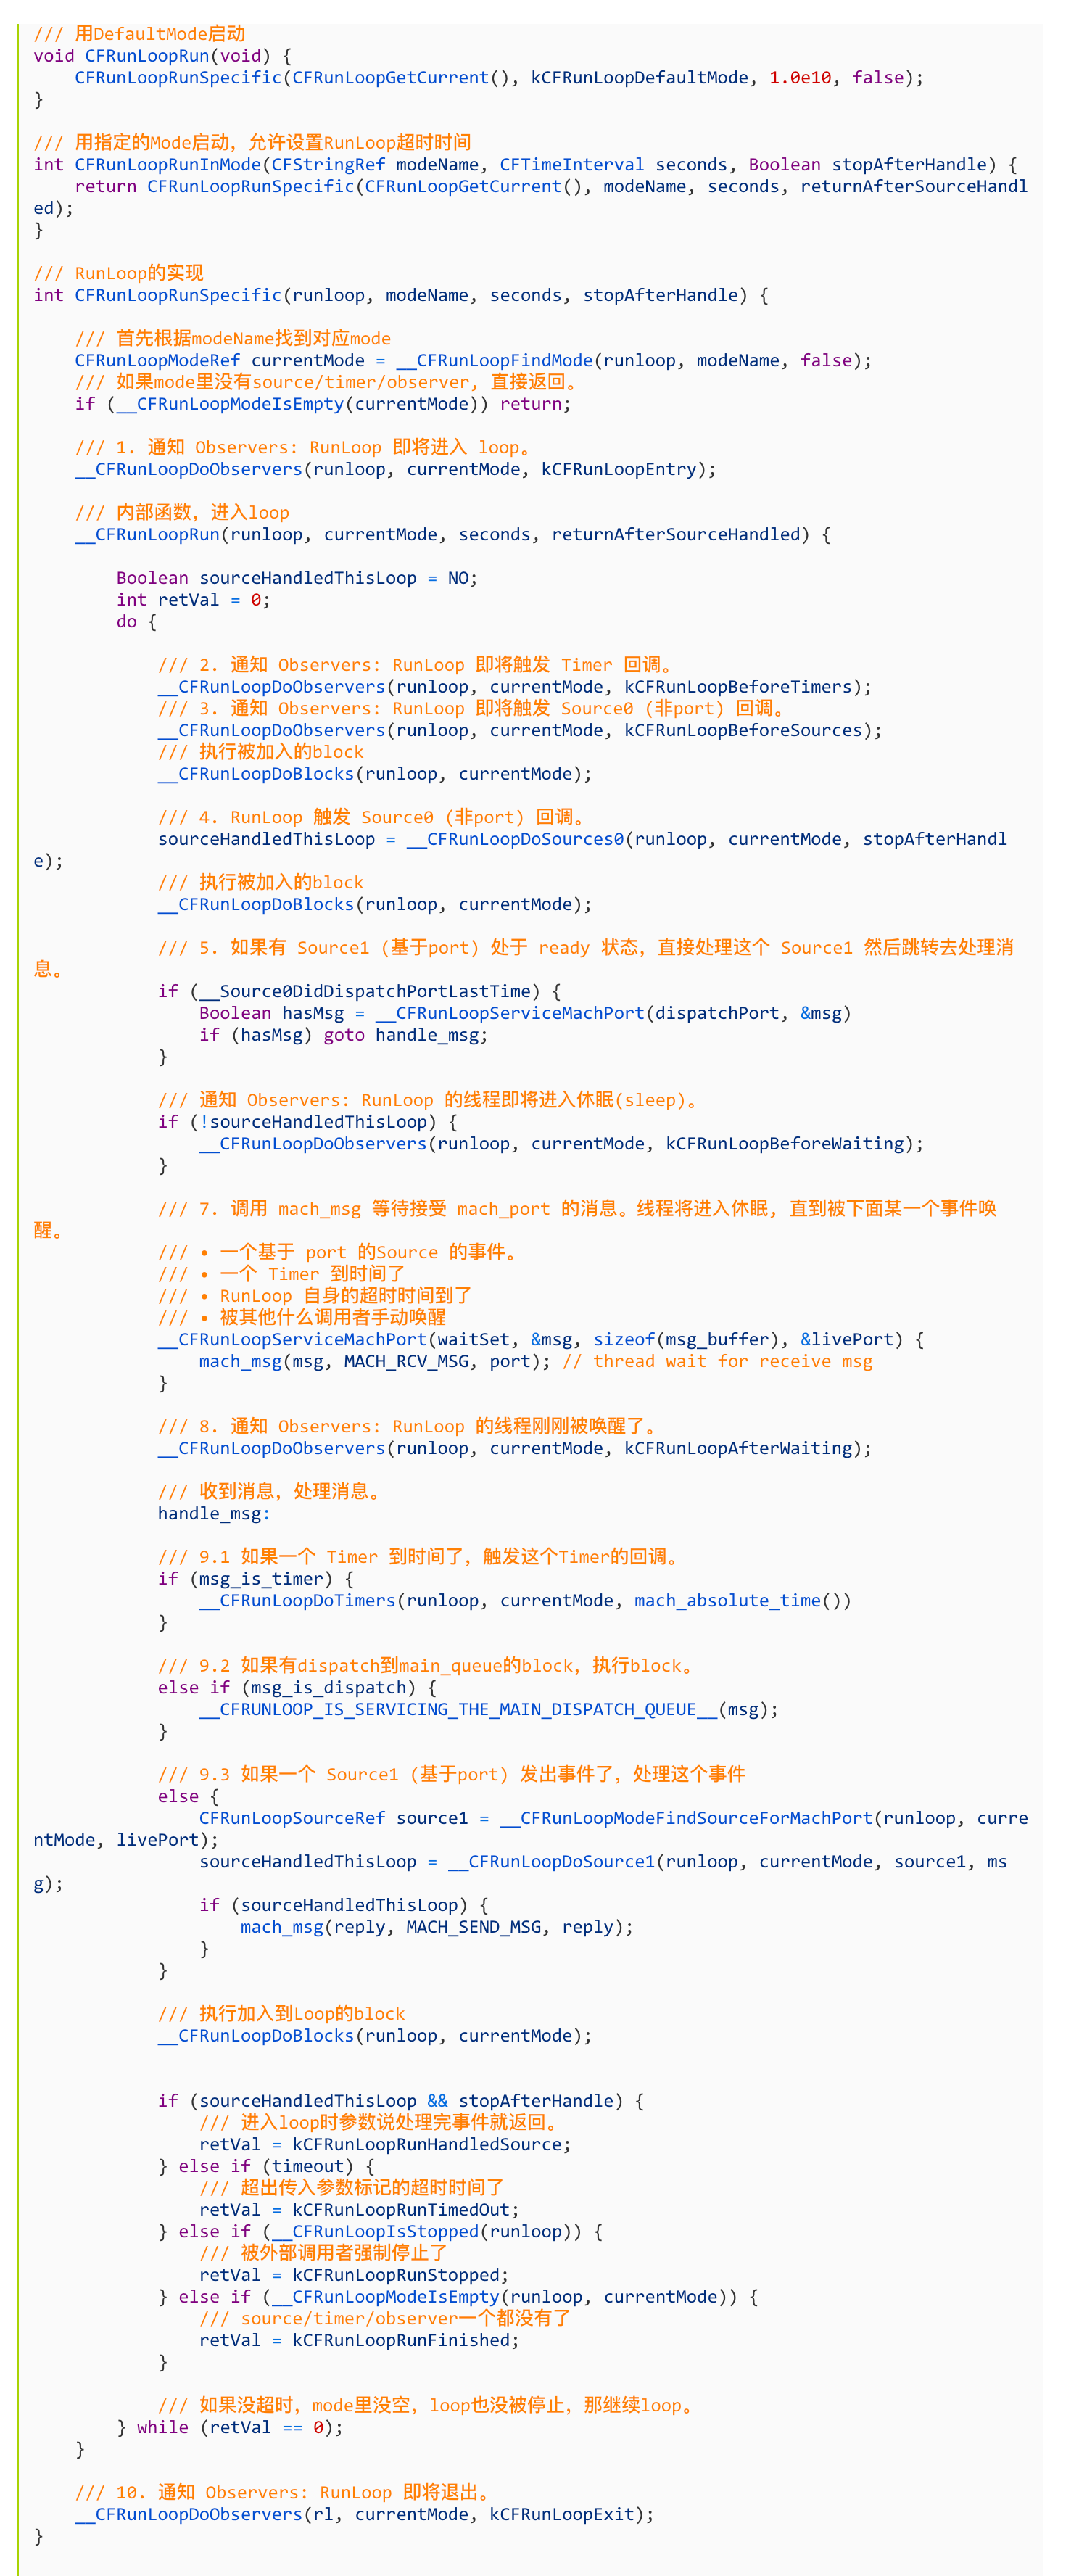 /// 用DefaultMode启动
void CFRunLoopRun(void) {
    CFRunLoopRunSpecific(CFRunLoopGetCurrent(), kCFRunLoopDefaultMode, 1.0e10, false);
}

/// 用指定的Mode启动，允许设置RunLoop超时时间
int CFRunLoopRunInMode(CFStringRef modeName, CFTimeInterval seconds, Boolean stopAfterHandle) {
    return CFRunLoopRunSpecific(CFRunLoopGetCurrent(), modeName, seconds, returnAfterSourceHandl
ed);
}

/// RunLoop的实现
int CFRunLoopRunSpecific(runloop, modeName, seconds, stopAfterHandle) {

    /// 首先根据modeName找到对应mode
    CFRunLoopModeRef currentMode = __CFRunLoopFindMode(runloop, modeName, false);
    /// 如果mode里没有source/timer/observer, 直接返回。
    if (__CFRunLoopModeIsEmpty(currentMode)) return;

    /// 1. 通知 Observers: RunLoop 即将进入 loop。
    __CFRunLoopDoObservers(runloop, currentMode, kCFRunLoopEntry);

    /// 内部函数，进入loop
    __CFRunLoopRun(runloop, currentMode, seconds, returnAfterSourceHandled) {

        Boolean sourceHandledThisLoop = NO;
        int retVal = 0;
        do {

            /// 2. 通知 Observers: RunLoop 即将触发 Timer 回调。
            __CFRunLoopDoObservers(runloop, currentMode, kCFRunLoopBeforeTimers);
            /// 3. 通知 Observers: RunLoop 即将触发 Source0 (非port) 回调。
            __CFRunLoopDoObservers(runloop, currentMode, kCFRunLoopBeforeSources);
            /// 执行被加入的block
            __CFRunLoopDoBlocks(runloop, currentMode);

            /// 4. RunLoop 触发 Source0 (非port) 回调。
            sourceHandledThisLoop = __CFRunLoopDoSources0(runloop, currentMode, stopAfterHandl
e);
            /// 执行被加入的block
            __CFRunLoopDoBlocks(runloop, currentMode);

            /// 5. 如果有 Source1 (基于port) 处于 ready 状态，直接处理这个 Source1 然后跳转去处理消
息。
            if (__Source0DidDispatchPortLastTime) {
                Boolean hasMsg = __CFRunLoopServiceMachPort(dispatchPort, &msg)
                if (hasMsg) goto handle_msg;
            }

            /// 通知 Observers: RunLoop 的线程即将进入休眠(sleep)。
            if (!sourceHandledThisLoop) {
                __CFRunLoopDoObservers(runloop, currentMode, kCFRunLoopBeforeWaiting);
            }

            /// 7. 调用 mach_msg 等待接受 mach_port 的消息。线程将进入休眠, 直到被下面某一个事件唤
醒。
            /// • 一个基于 port 的Source 的事件。
            /// • 一个 Timer 到时间了
            /// • RunLoop 自身的超时时间到了
            /// • 被其他什么调用者手动唤醒
            __CFRunLoopServiceMachPort(waitSet, &msg, sizeof(msg_buffer), &livePort) {
                mach_msg(msg, MACH_RCV_MSG, port); // thread wait for receive msg
            }

            /// 8. 通知 Observers: RunLoop 的线程刚刚被唤醒了。
            __CFRunLoopDoObservers(runloop, currentMode, kCFRunLoopAfterWaiting);

            /// 收到消息，处理消息。
            handle_msg:

            /// 9.1 如果一个 Timer 到时间了，触发这个Timer的回调。
            if (msg_is_timer) {
                __CFRunLoopDoTimers(runloop, currentMode, mach_absolute_time())
            }

            /// 9.2 如果有dispatch到main_queue的block，执行block。
            else if (msg_is_dispatch) {
                __CFRUNLOOP_IS_SERVICING_THE_MAIN_DISPATCH_QUEUE__(msg);
            }

            /// 9.3 如果一个 Source1 (基于port) 发出事件了，处理这个事件
            else {
                CFRunLoopSourceRef source1 = __CFRunLoopModeFindSourceForMachPort(runloop, curre
ntMode, livePort);
                sourceHandledThisLoop = __CFRunLoopDoSource1(runloop, currentMode, source1, ms
g);
                if (sourceHandledThisLoop) {
                    mach_msg(reply, MACH_SEND_MSG, reply);
                }
            }

            /// 执行加入到Loop的block
            __CFRunLoopDoBlocks(runloop, currentMode);


            if (sourceHandledThisLoop && stopAfterHandle) {
                /// 进入loop时参数说处理完事件就返回。
                retVal = kCFRunLoopRunHandledSource;
            } else if (timeout) {
                /// 超出传入参数标记的超时时间了
                retVal = kCFRunLoopRunTimedOut;
            } else if (__CFRunLoopIsStopped(runloop)) {
                /// 被外部调用者强制停止了
                retVal = kCFRunLoopRunStopped;
            } else if (__CFRunLoopModeIsEmpty(runloop, currentMode)) {
                /// source/timer/observer一个都没有了
                retVal = kCFRunLoopRunFinished;
            }

            /// 如果没超时，mode里没空，loop也没被停止，那继续loop。
        } while (retVal == 0);
    }

    /// 10. 通知 Observers: RunLoop 即将退出。
    __CFRunLoopDoObservers(rl, currentMode, kCFRunLoopExit);
}